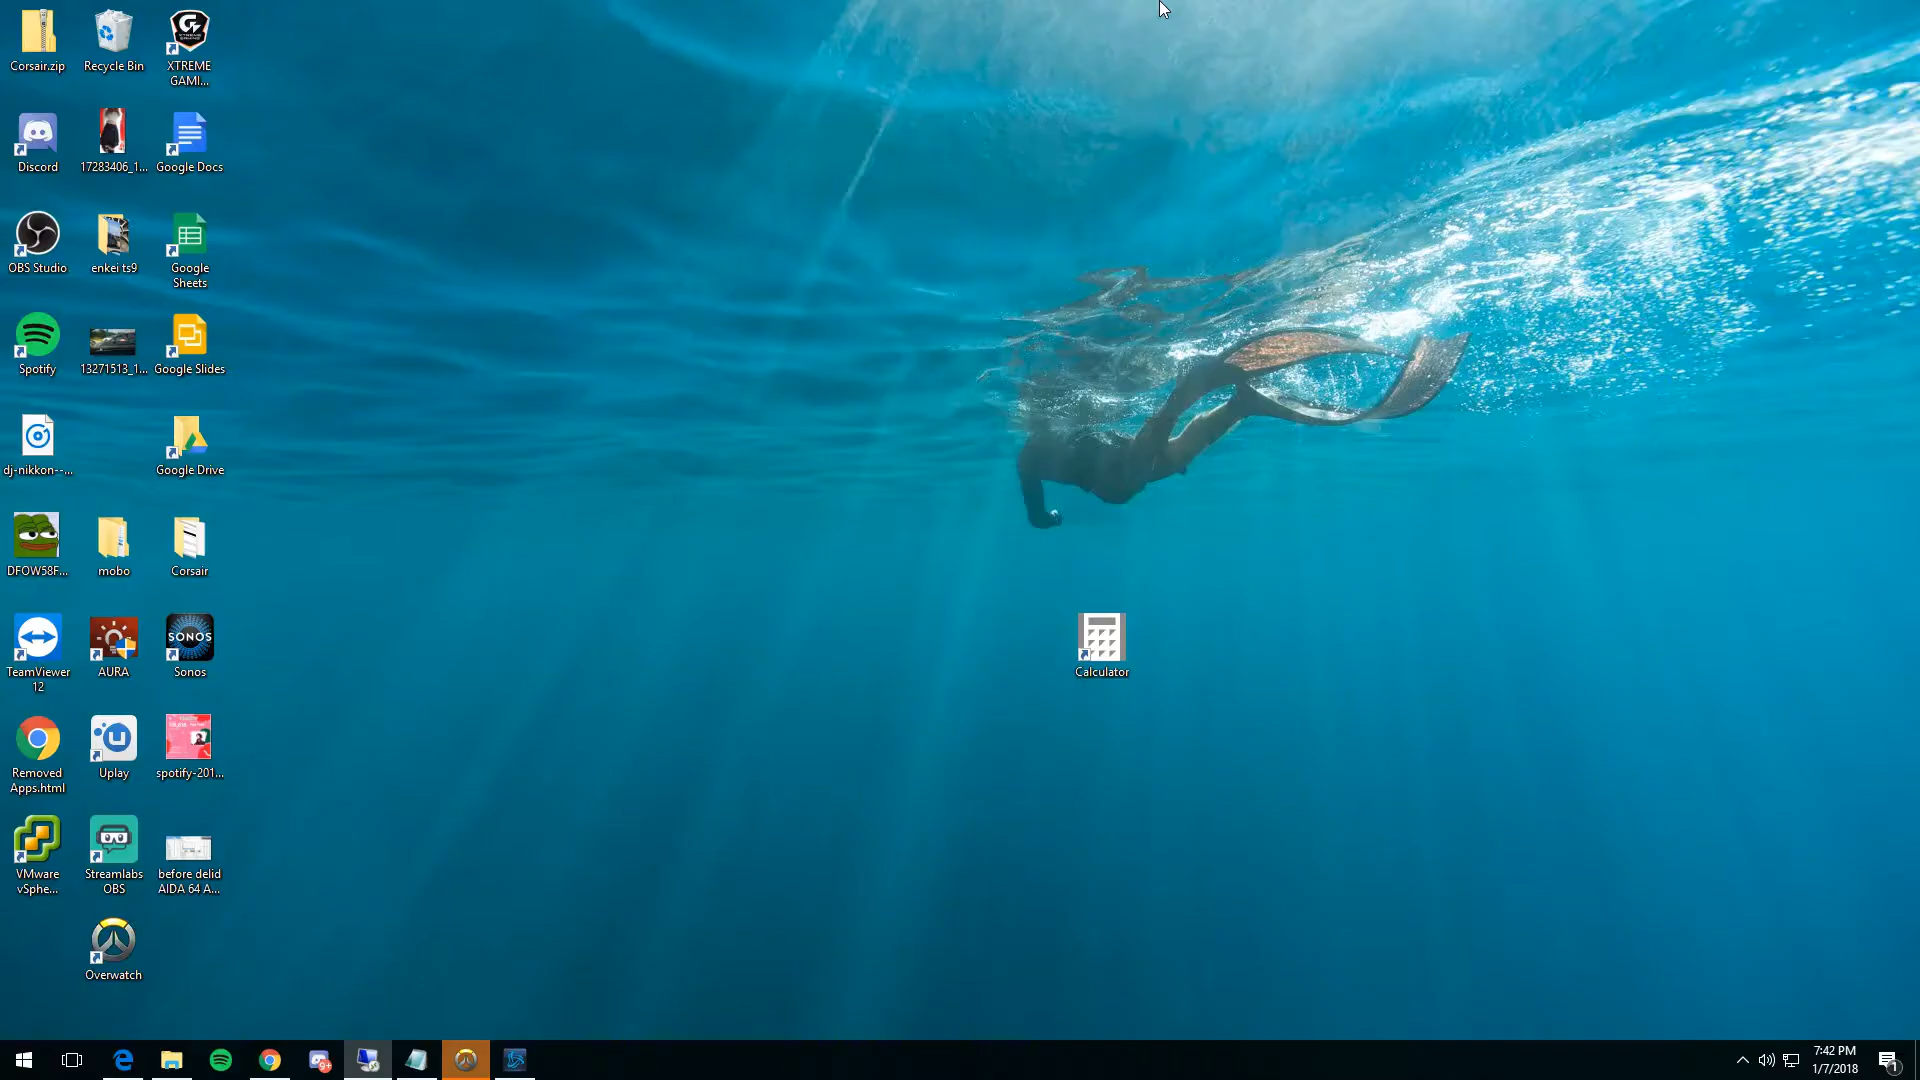 Corsair.zip
Recycle Bin
XTREME
GAMI...
Discord
17283406_1...
Google Docs
OBS Studio
enkei ts9
Google
Sheets
Spotify
13271513_1...
Google Slides
dj-nikkon--...
Google Drive
DFOW58F...
mobo
Corsair
TeamViewer
12
AURA
SONOS
Sonos
Calculator
Removed
Apps.html
Uplay
spotify-201...
VMware
vSphe...
Streamlabs
OBS
before delid
AIDA 64 A...
Overwatch
9+
7:42 PM
1/7/2018
1